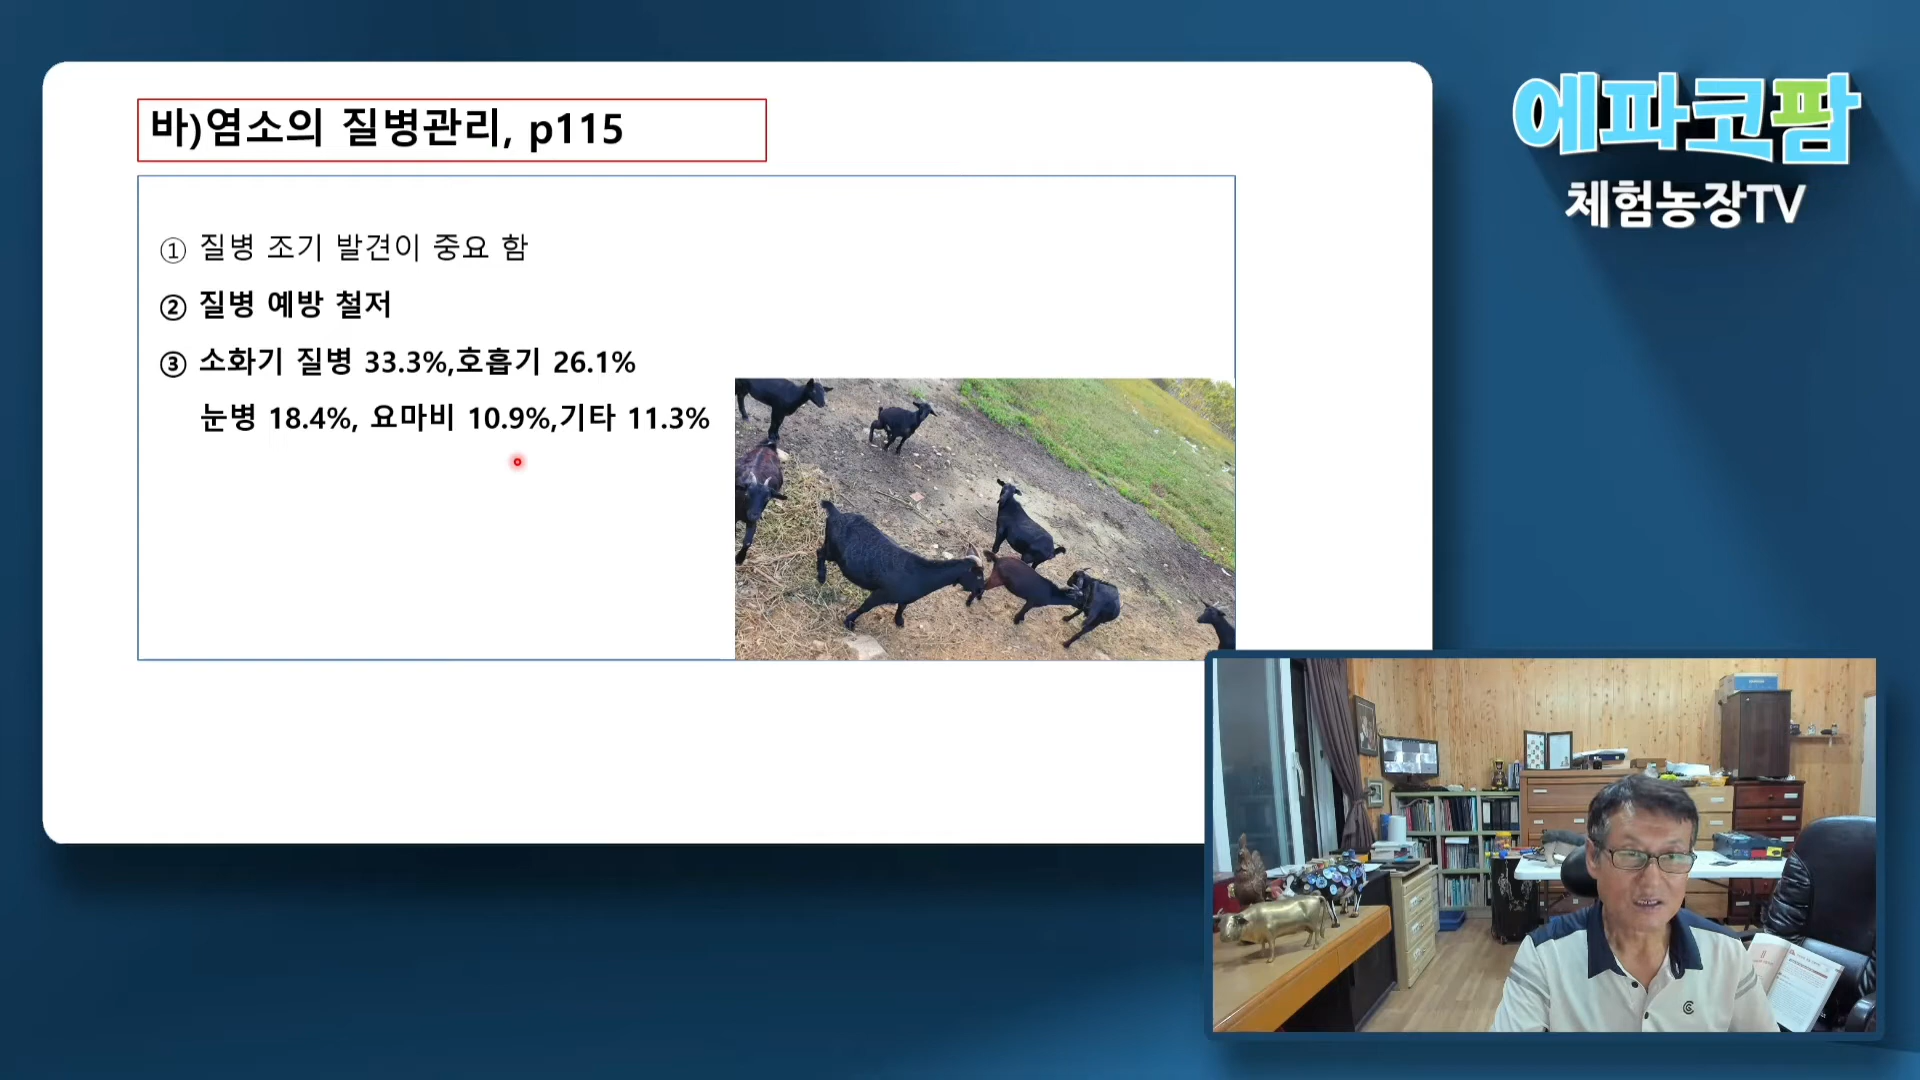 바)염소의 질병관리, p115
① 질병 조기 발견이 중요 함
② 질병 예방 철저
③ 소화기 질병 33.3%,호흡기 26.1%
눈병 18.4%, 요마비 10.9%,기타 11.3%
에파코팜
체험농장TV